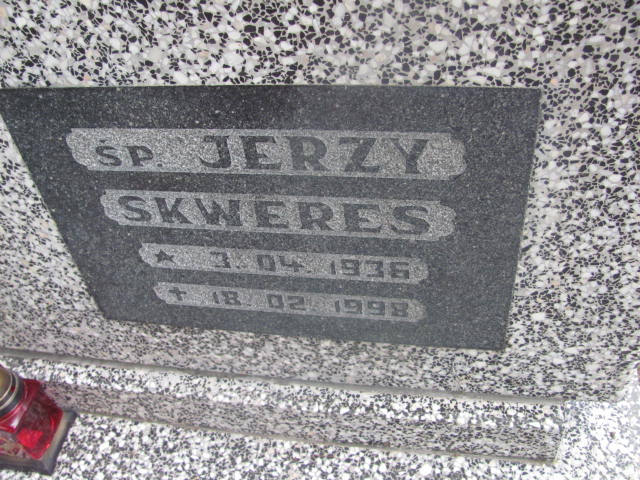 SP. JERZY
SKWERES
★ 3. 04. 1936
✝ 18. 02. 1998